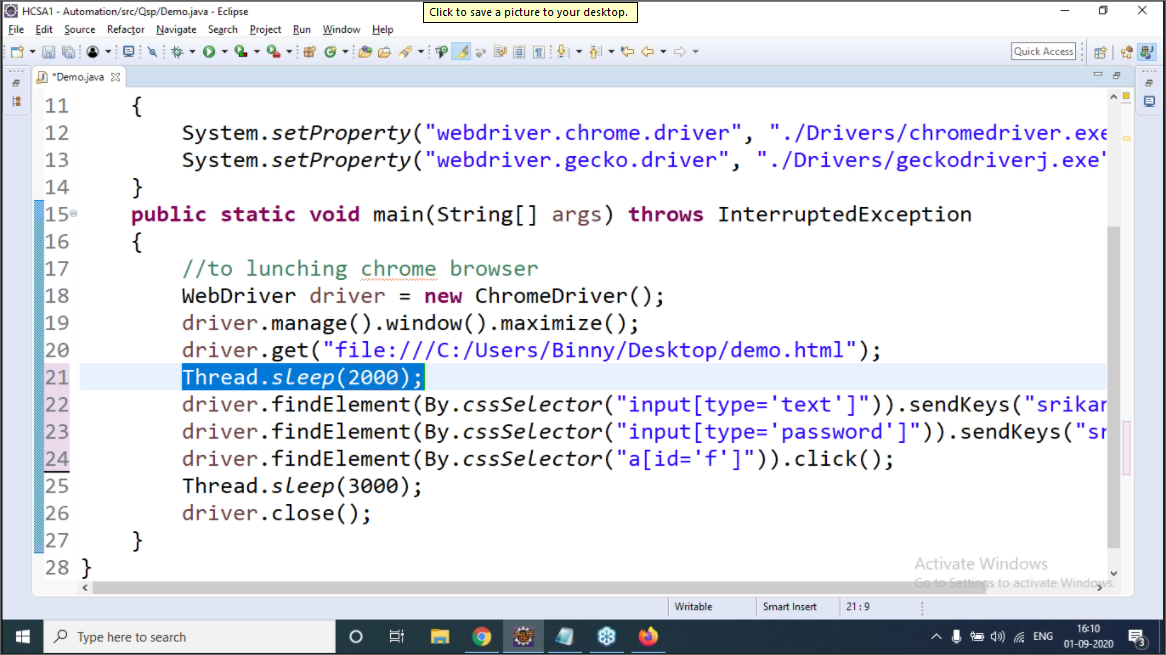 HCSA1 - Automation/src/Qsp/Demo.java - Eclipse
Click to save a picture to your desktop.
File Edit Source Refactor Navigate Search Project Run Window Help
Quick Access
*Demo.java
11 {
12 System.setProperty("webdriver.chrome.driver", "./Drivers/chromedriver.exe
13 System.setProperty("webdriver.gecko.driver", "./Drivers/geckodriverj.exe"
14 }
15 public static void main(String[] args) throws InterruptedException
16 {
17 //to lunching chrome browser
18 WebDriver driver = new ChromeDriver();
19 driver.manage().window().maximize();
20 driver.get("file:///C:/Users/Binny/Desktop/demo.html");
21 Thread.sleep(2000);
22 driver.findElement(By.cssSelector("input[type='text']")).sendKeys("srikar
23 driver.findElement(By.cssSelector("input[type='password']")).sendKeys("sr
24 driver.findElement(By.cssSelector("a[id='f']")).click();
25 Thread.sleep(3000);
26 driver.close();
27 }
28 }
Activate Windows
Go to Settings to activate Windows.
Writable Smart Insert 21 : 9
Type here to search
ENG
16:10
01-09-2020
3